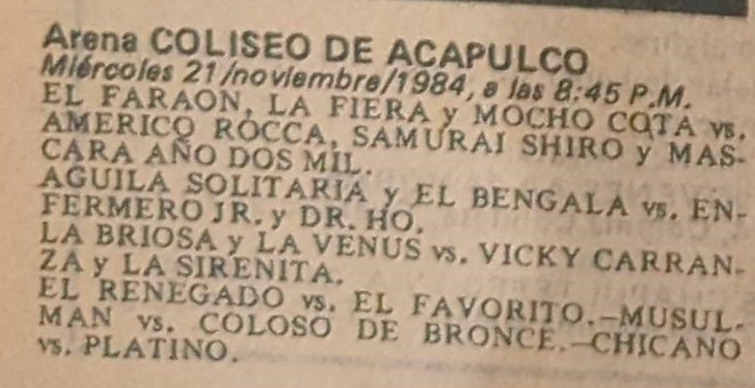 Arena COLISEO DE ACAPULCO
Miércoles 21/noviembre/1984, a las 8:45 P.M.
EL FARAON, LA FIERA y MOCHO COTA vs.
AMERICO ROCCA, SAMURAI SHIRO y MAS-
CARA AÑO DOS MIL.
AGUILA SOLITARIA y EL BENGALA vs. EN-
FERMERO JR. y DR. HO.
LA BRIOSA y LA VENUS vs. VICKY CARRAN-
ZA y LA SIRENITA.
EL RENEGADO vs. EL FAVORITO.—MUSUL-
MAN vs. COLOSO DE BRONCE.—CHICANO
vs. PLATINO.